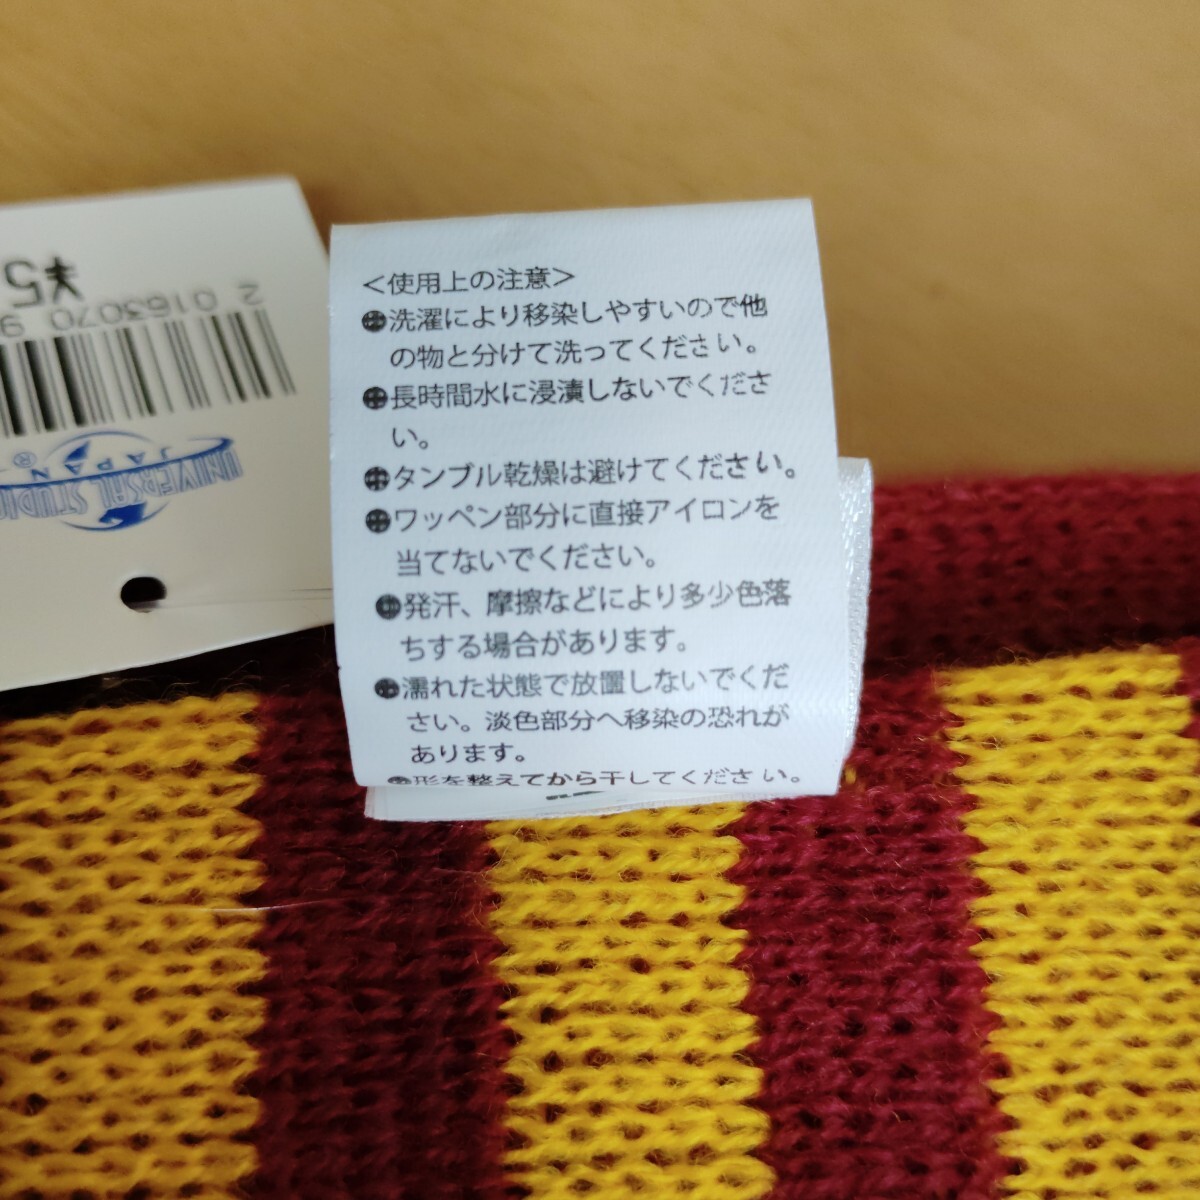 <使用上の注意>
●洗濯により移染しやすいので他
の物と分けて洗ってください。
●長時間水に浸漬しないでくださ
い。
●タンブル乾燥は避けてください。
●ワッペン部分に直接アイロンを
当てないでください。
●発汗、摩擦などにより多少色落
ちする場合があります。
●濡れた状態で放置しないでくだ
さい。淡色部分へ移染の恐れが
あります。
●形を整えてから干してください。
¥5
2 0163070 9
UNIVERSAL STUDIO
JAPAN®